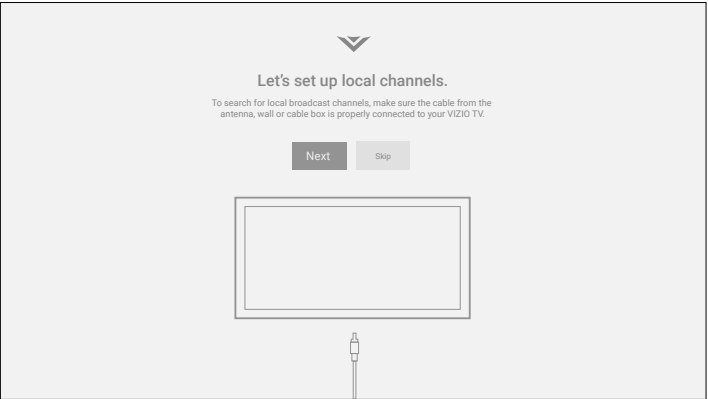 Let's set up local channels.
To search for local broadcast channels, make sure the cable from the
antenna, wall or cable box is properly connected to your VIZIO TV.
Next Skip